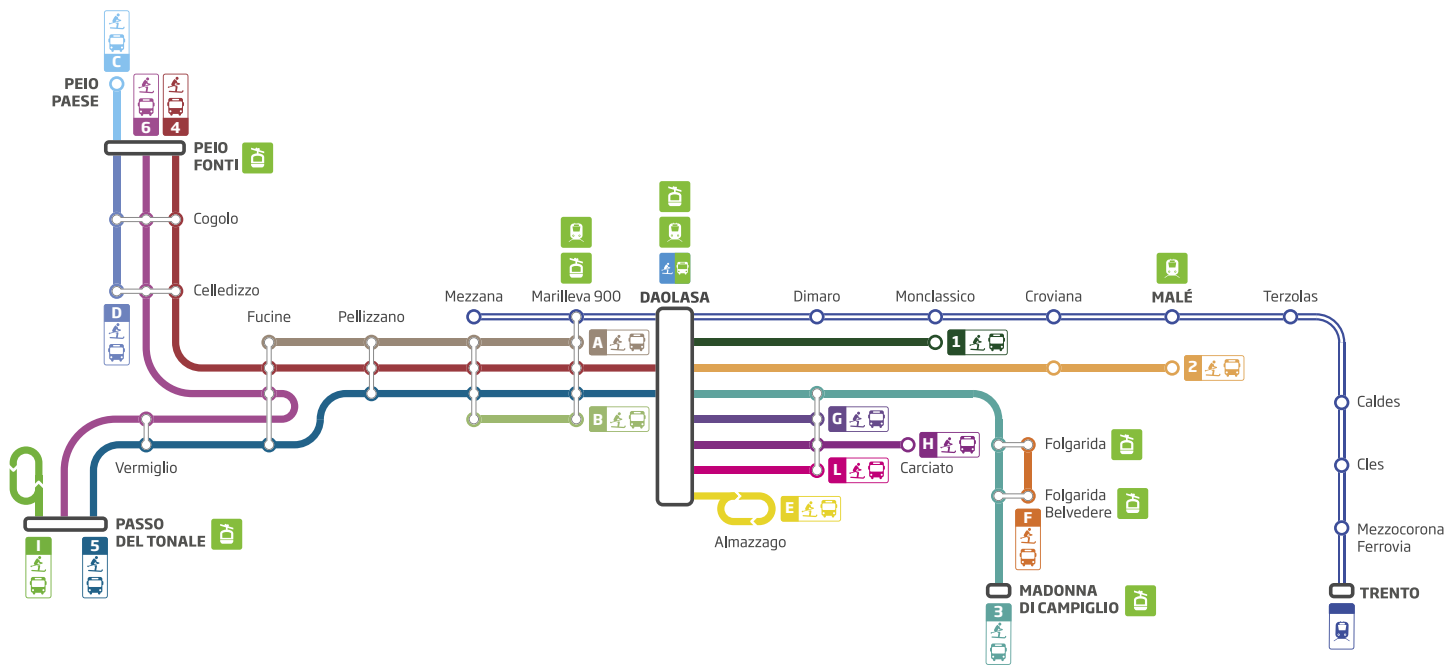 C
PEIO
PAESE
6
4
PEIO
FONTI
Cogolo
Celledizzo
D
Fucine
Pellizzano
Mezzana
Marilleva 900
DAOLASA
Dimaro
Monclassico
Croviana
MALÉ
Terzolas
A
1
2
B
G
H
Carciato
L
E
Almazzago
Vermiglio
Folgarida
Folgarida
Belvedere
F
Caldes
Cles
Mezzocorona
Ferrovia
PASSO
DEL TONALE
I
5
MADONNA
DI CAMPIGLIO
3
TRENTO